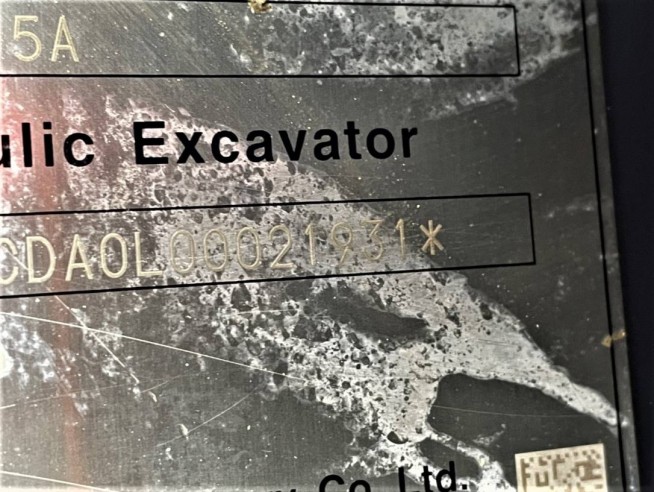 5A
ulic Excavator
CDA0L00021931*
Co., Ltd.